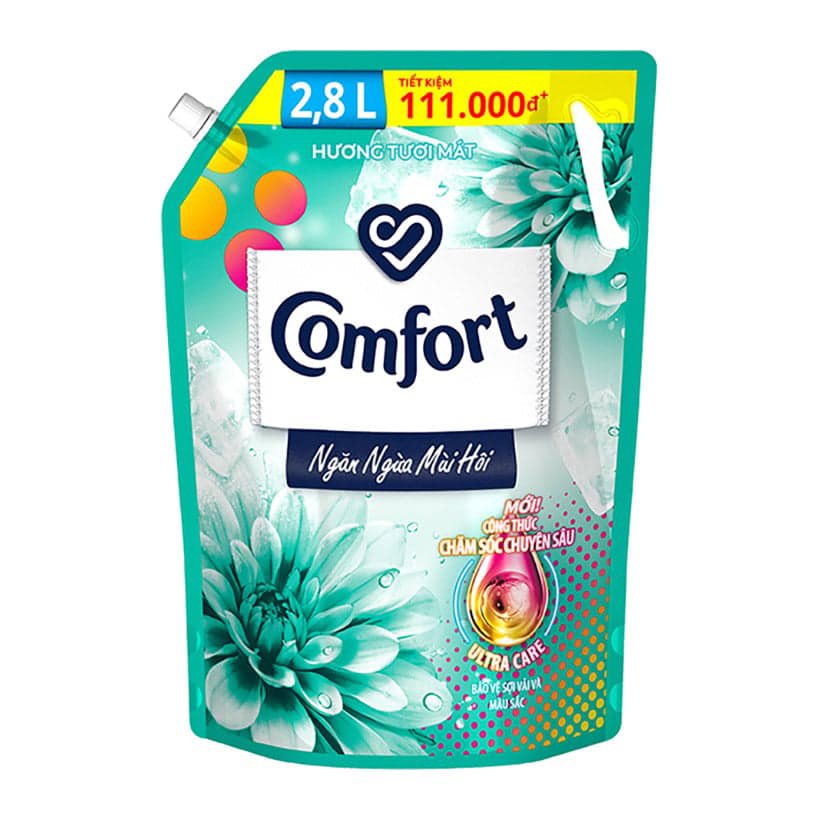 2,8 L
TIẾT KIỆM
111.000đ+
HƯƠNG TƯƠI MÁT
Comfort
Ngăn Ngừa Mùi Hôi
MỚI!
CÔNG THỨC
CHĂM SÓC CHUYÊN SÂU
ULTRA CARE
BẢO VỆ SỢI VẢI VÀ
MÀU SẮC